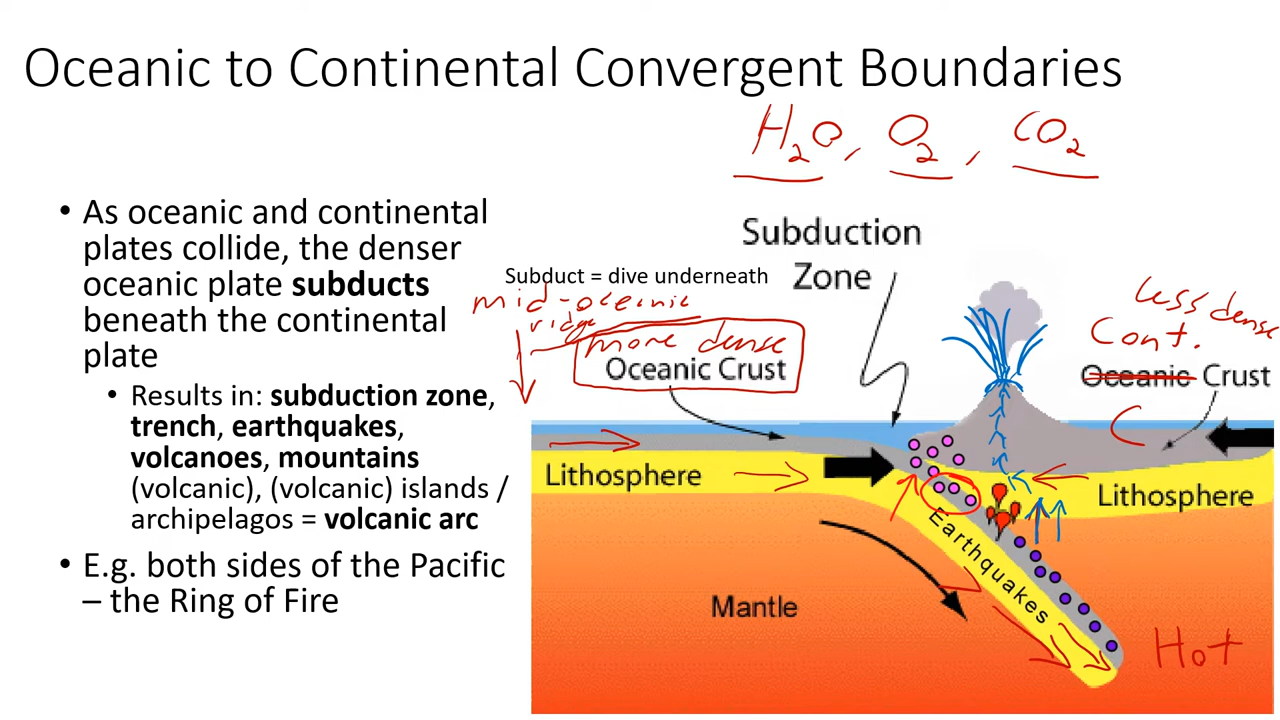 Oceanic to Continental Convergent Boundaries
H₂O, O₂, CO₂
• As oceanic and continental
plates collide, the denser
oceanic plate subducts
beneath the continental
plate
• Results in: subduction zone,
trench, earthquakes,
volcanoes, mountains
(volcanic), (volcanic) islands /
archipelagos = volcanic arc
• E.g. both sides of the Pacific
– the Ring of Fire
Subduction
Zone
Subduct = dive underneath
mid-oceanic
ridge
more dense
Oceanic Crust
less dense
Cont.
Oceanic Crust
Lithosphere
Lithosphere
Earthquakes
Mantle
Hot